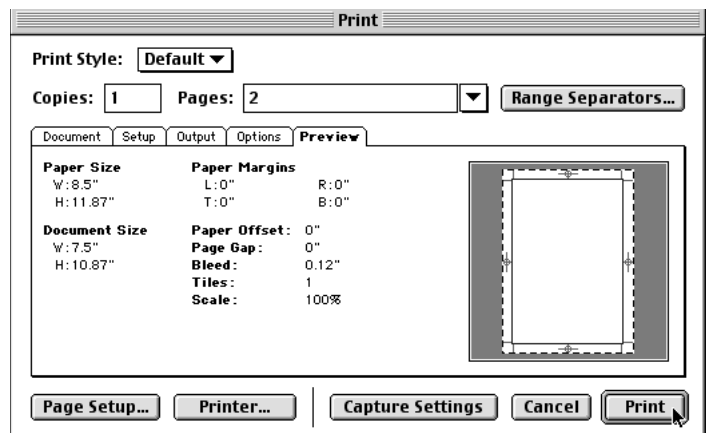 Print
Print Style: Default
Copies: 1 Pages: 2 Range Separators...
Document Setup Output Options Preview
Paper Size Paper Margins
W:8.5" L:0" R:0"
H:11.87" T:0" B:0"
Document Size Paper Offset: 0"
W:7.5" Page Gap: 0"
H:10.87" Bleed: 0.12"
Tiles: 1
Scale: 100%
Page Setup... Printer... Capture Settings Cancel Print